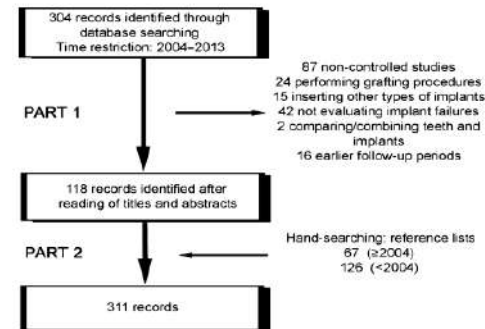 304 records identified through
database searching
Time restriction: 2004–2013
87 non-controlled studies
24 performing grafting procedures
15 inserting other types of implants
42 not evaluating implant failures
2 comparing/combining teeth and
implants
16 earlier follow-up periods
PART 1
118 records identified after
reading of titles and abstracts
Hand-searching: reference lists
67 (≥2004)
126 (<2004)
PART 2
311 records